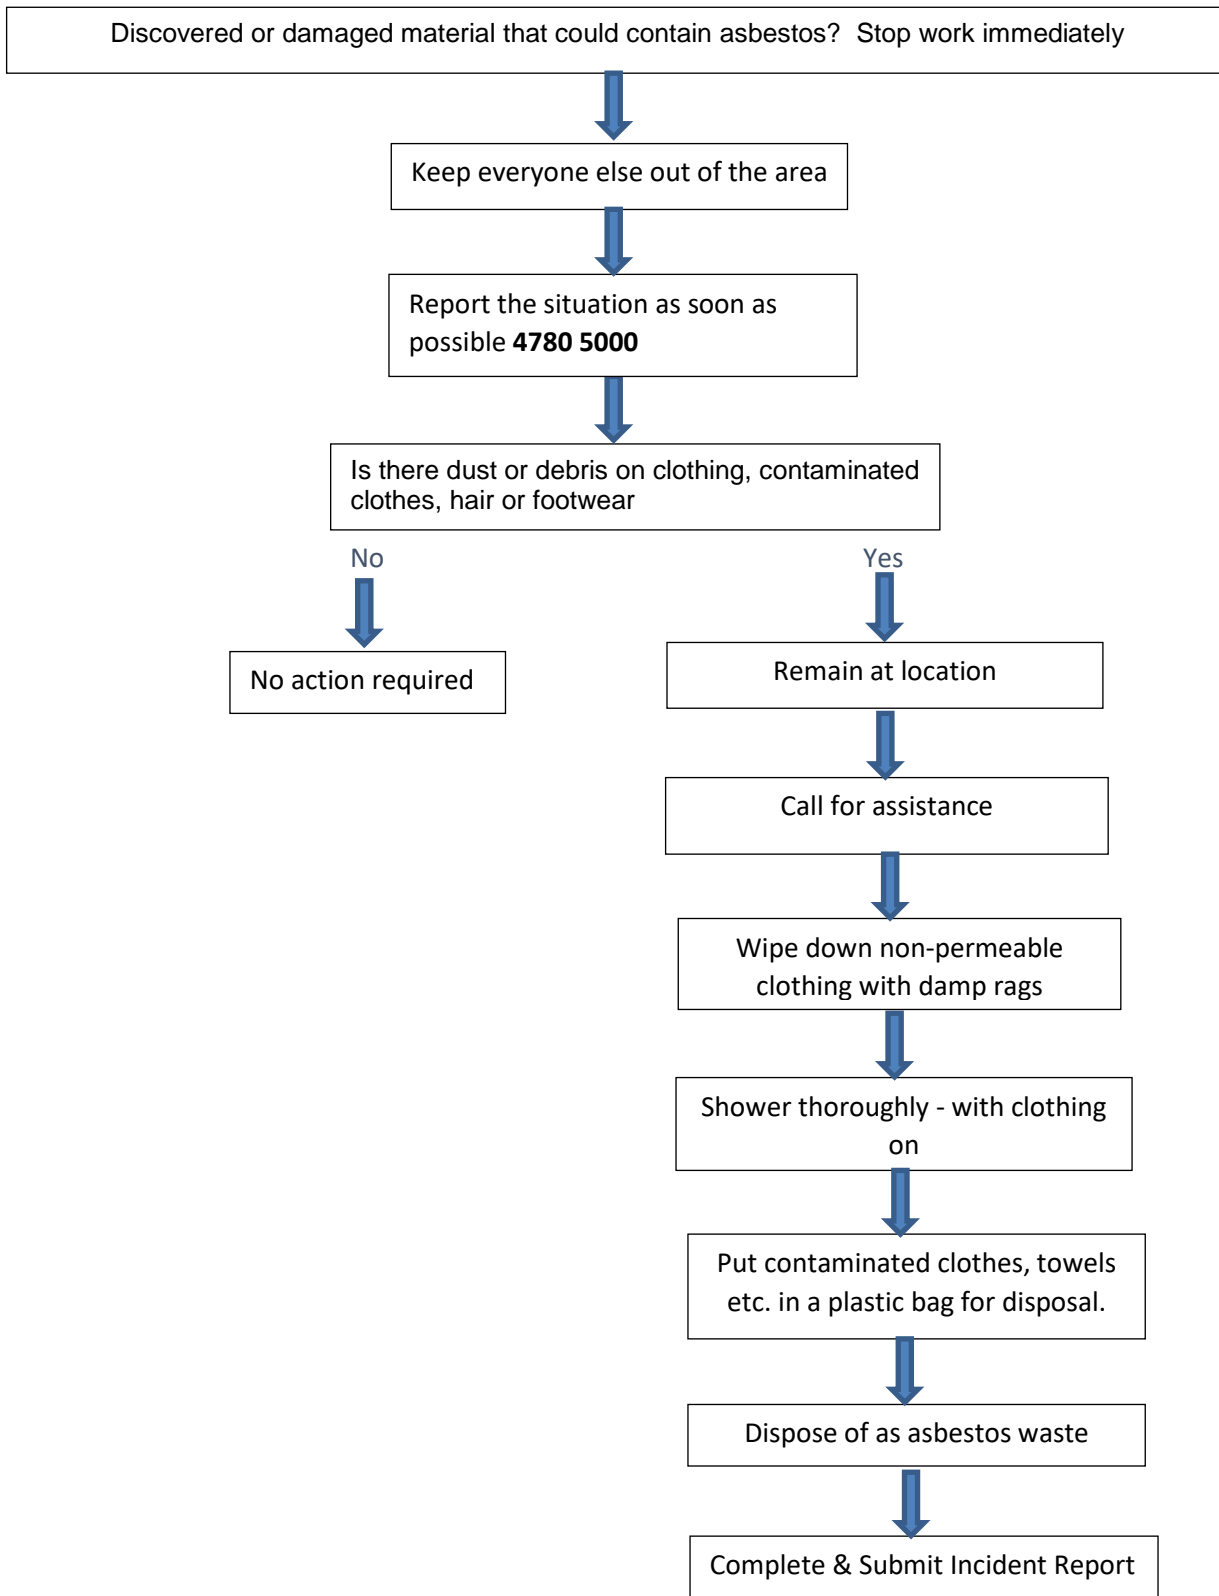 Discovered or damaged material that could contain asbestos?  Stop work immediately
Keep everyone else out of the area
Report the situation as soon as
possible 4780 5000
Is there dust or debris on clothing, contaminated
clothes, hair or footwear
No
Yes
No action required
Remain at location
Call for assistance
Wipe down non-permeable
clothing with damp rags
Shower thoroughly - with clothing
on
Put contaminated clothes, towels
etc. in a plastic bag for disposal.
Dispose of as asbestos waste
Complete & Submit Incident Report